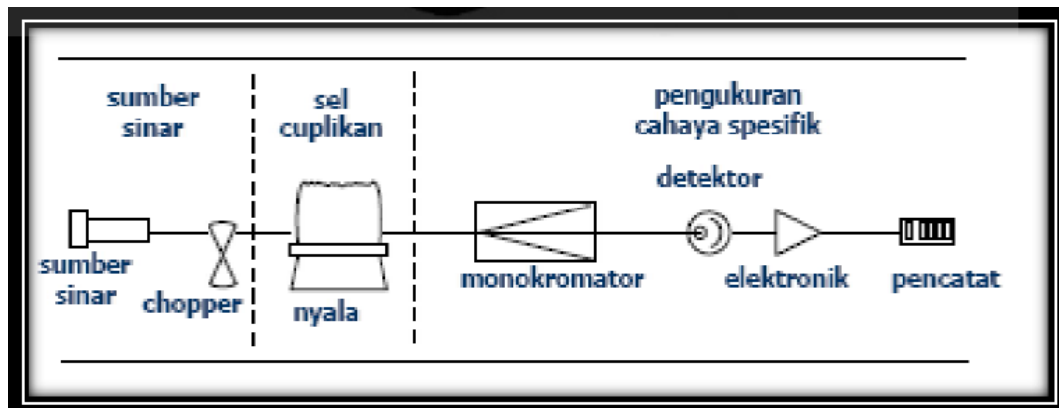 sumber
sinar
sel
cuplikan
pengukuran
cahaya spesifik
detektor
sumber
sinar
chopper
nyala
monokromator
elektronik
pencatat